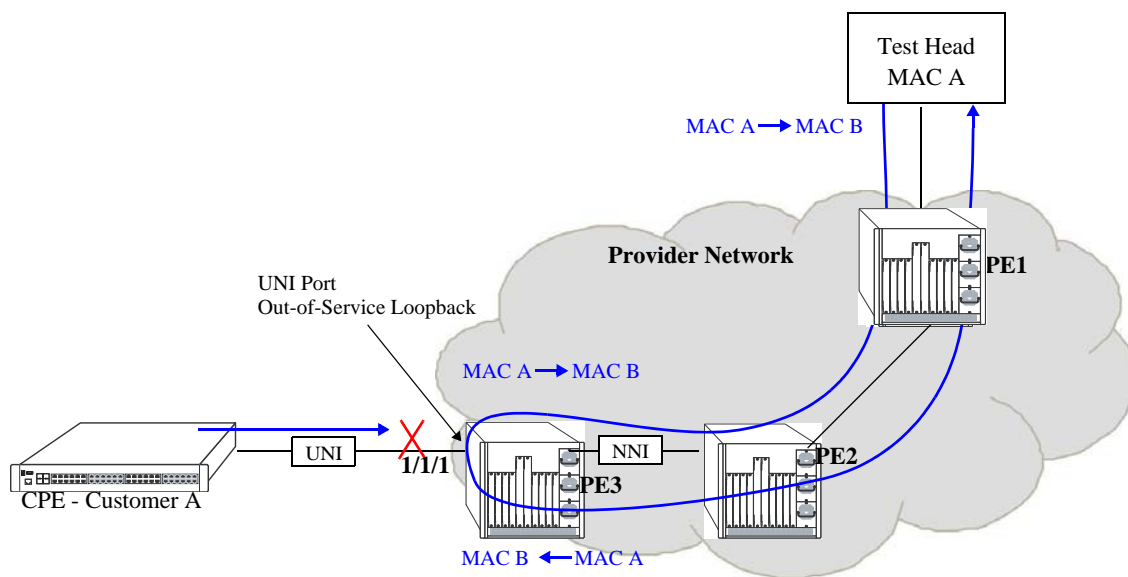 Test Head
MAC A
MAC A MAC B
Provider Network
PE1
UNI Port
Out-of-Service Loopback
MAC A MAC B
UNI
1/1/1
NNI
PE2
PE3
CPE - Customer A
MAC B MAC A